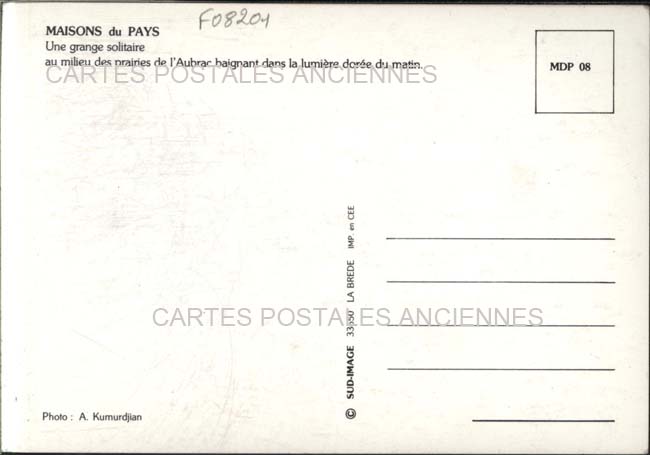 F08204
MAISONS du PAYS
Une grange solitaire
au milieu des prairies de l'Aubrac baignant dans la lumière dorée du matin.
CARTES POSTALES ANCIENNES
MDP 08
© SUD-IMAGE 33650 LA BREDE IMP. en CEE
CARTES POSTALES ANCIENNES
Photo : A. Kumurdjian